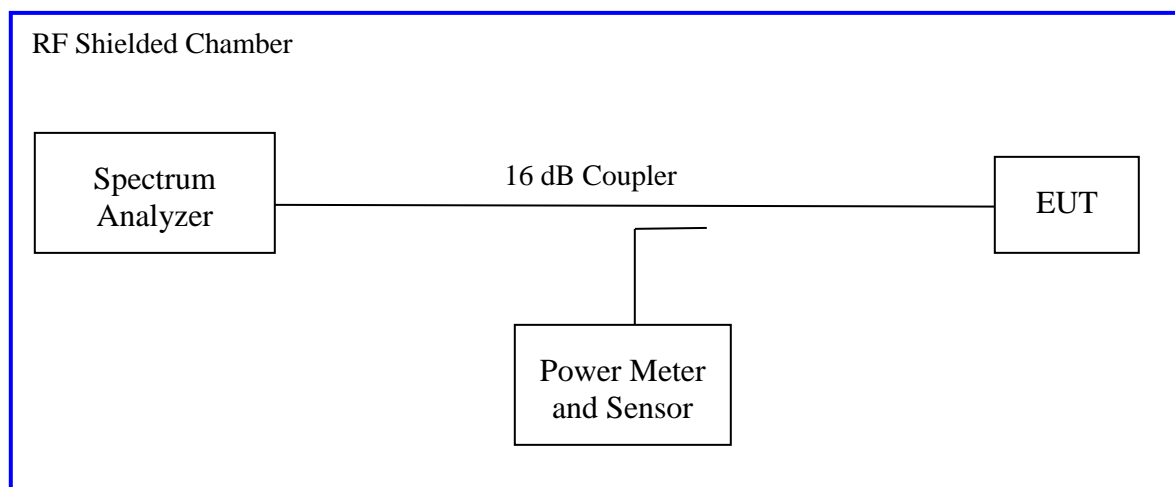 RF Shielded Chamber
Spectrum
Analyzer
16 dB Coupler
EUT
Power Meter
and Sensor